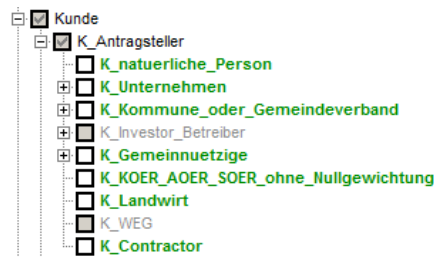 Kunde
K_Antragsteller
K_natuerliche_Person
K_Unternehmen
K_Kommune_oder_Gemeindeverband
K_Investor_Betreiber
K_Gemeinnuetzige
K_KOER_AOER_SOER_ohne_Nullgewichtung
K_Landwirt
K_WEG
K_Contractor